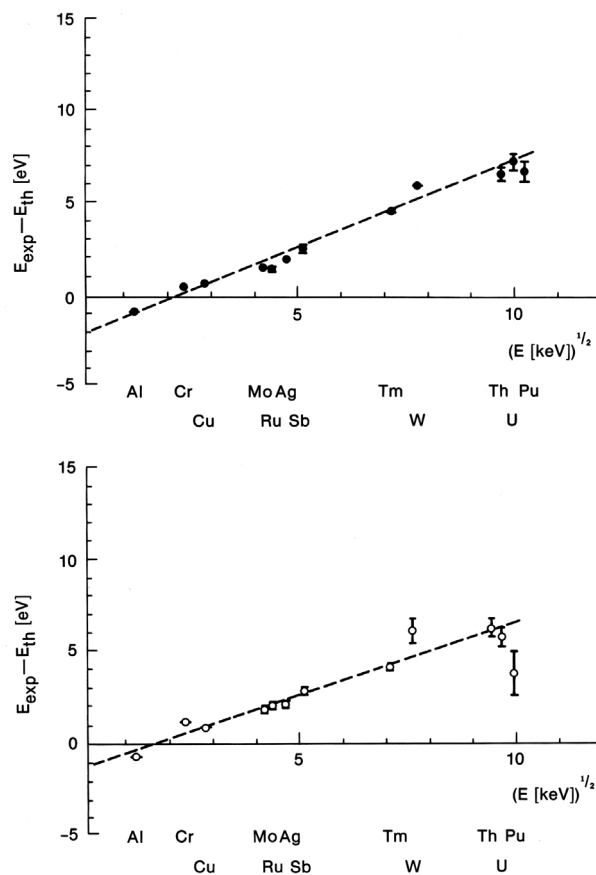 15
10
5
0
−5
E_exp—E_th [eV]
5
10
(E [keV])^1/2
Al Cr Mo Ag Tm Th Pu
Cu Ru Sb W U
15
10
5
0
−5
E_exp—E_th [eV]
5
10
(E [keV])^1/2
Al Cr Mo Ag Tm Th Pu
Cu Ru Sb W U